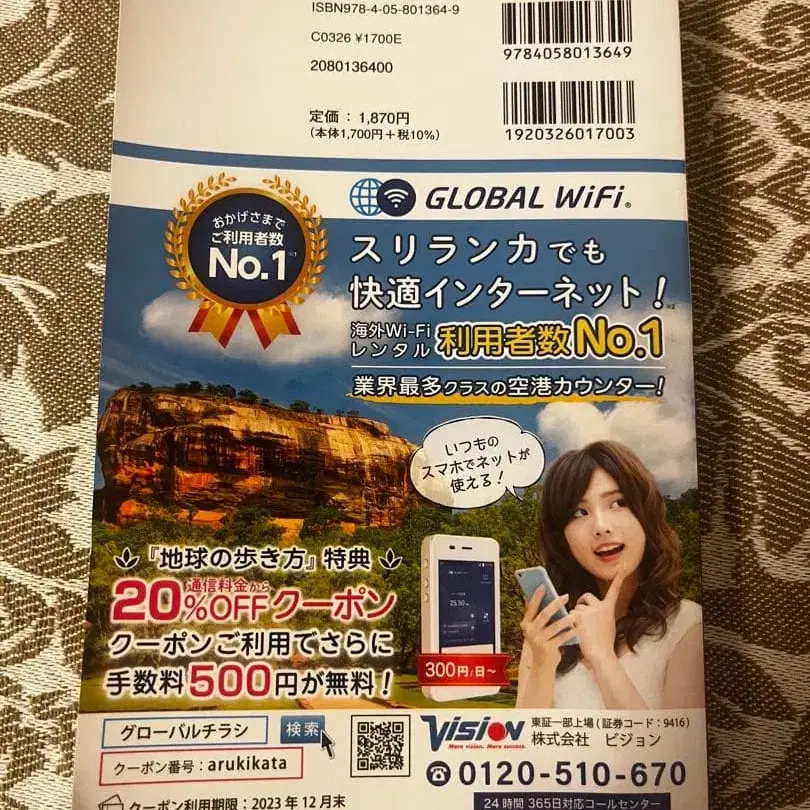 ISBN978-4-05-801364-9
C0326 ¥1700E
2080136400
定価：1,870円
（本体1,700円＋税10%）
9784058013649
1920326017003
GLOBAL WiFi®
おかげさまで
ご利用者数
No.1※1
スリランカでも
快適インターネット！※2
海外Wi-Fi
レンタル 利用者数No.1
業界最多クラスの空港カウンター！
いつもの
スマホでネットが
使える！
『地球の歩き方』特典
通信料金から
20%OFFクーポン
クーポンご利用でさらに
手数料500円が無料！
300円/日～
グローバルチラシ 検索
クーポン番号：arukikata
クーポン利用期限：2023年12月末
VISION
More vision, More success.
東証一部上場（証券コード：9416）
株式会社 ビジョン
0120-510-670
24時間 365日対応コールセンター